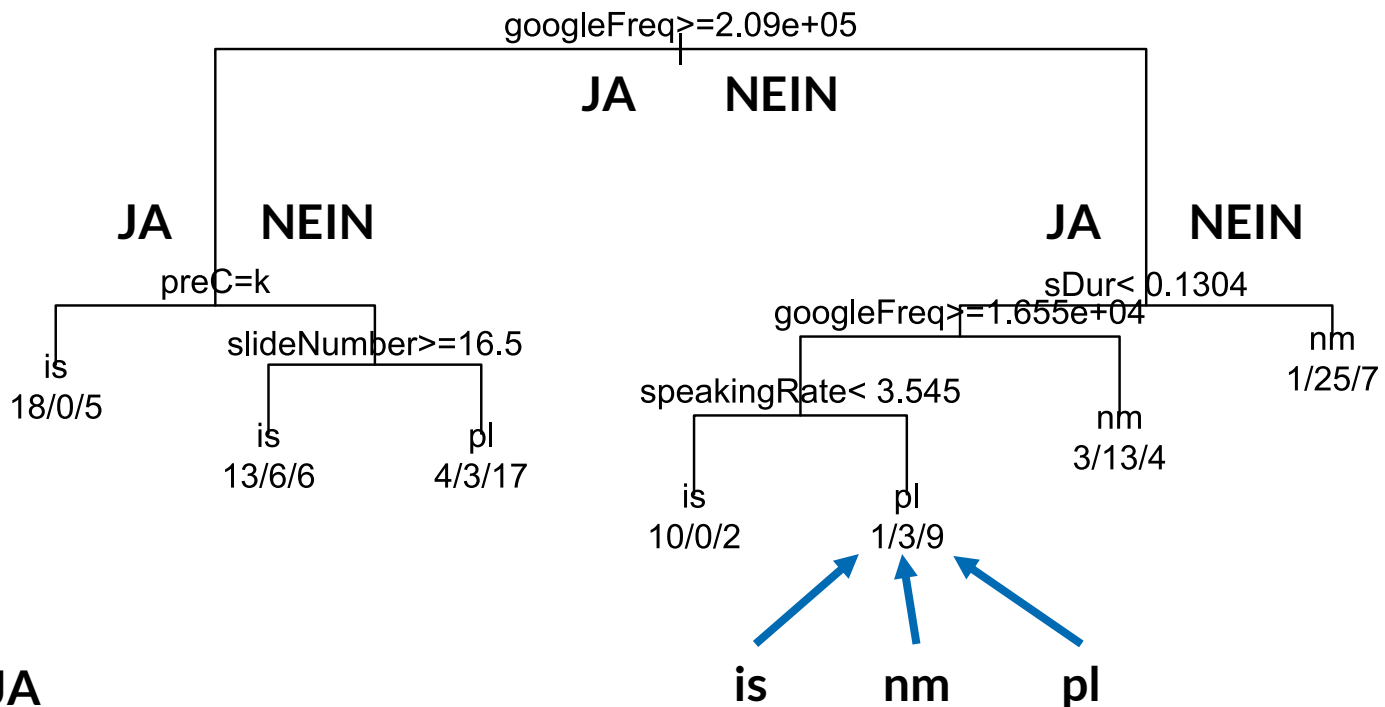 googleFreq>=2.09e+05
JA NEIN
JA NEIN
JA NEIN
preC=k
sDur< 0.1304
googleFreq>=1.655e+04
slideNumber>=16.5
nm
1/25/7
is
18/0/5
speakingRate< 3.545
nm
3/13/4
is
13/6/6
pl
4/3/17
is
10/0/2
pl
1/3/9
is nm pl
JA